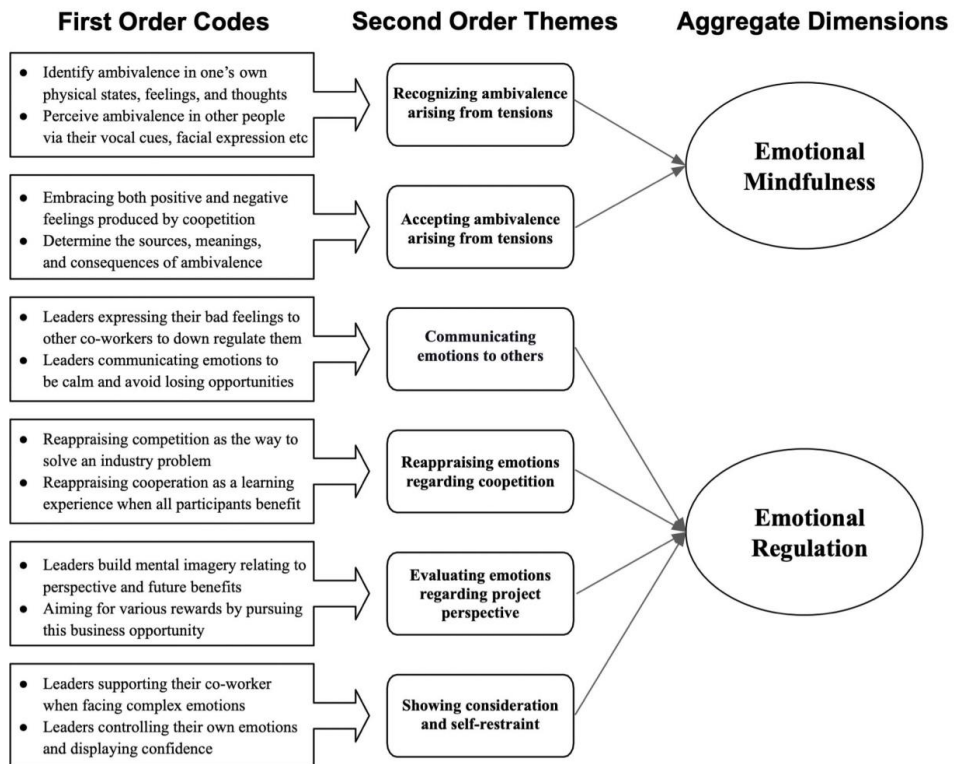 First Order Codes
Second Order Themes
Aggregate Dimensions
● Identify ambivalence in one's own
physical states, feelings, and thoughts
● Perceive ambivalence in other people
via their vocal cues, facial expression etc
Recognizing ambivalence
arising from tensions
● Embracing both positive and negative
feelings produced by coopetition
● Determine the sources, meanings,
and consequences of ambivalence
Accepting ambivalence
arising from tensions
Emotional
Mindfulness
● Leaders expressing their bad feelings to
other co-workers to down regulate them
● Leaders communicating emotions to
be calm and avoid losing opportunities
Communicating
emotions to others
● Reappraising competition as the way to
solve an industry problem
● Reappraising cooperation as a learning
experience when all participants benefit
Reappraising emotions
regarding coopetition
● Leaders build mental imagery relating to
perspective and future benefits
● Aiming for various rewards by pursuing
this business opportunity
Evaluating emotions
regarding project
perspective
● Leaders supporting their co-worker
when facing complex emotions
● Leaders controlling their own emotions
and displaying confidence
Showing consideration
and self-restraint
Emotional
Regulation